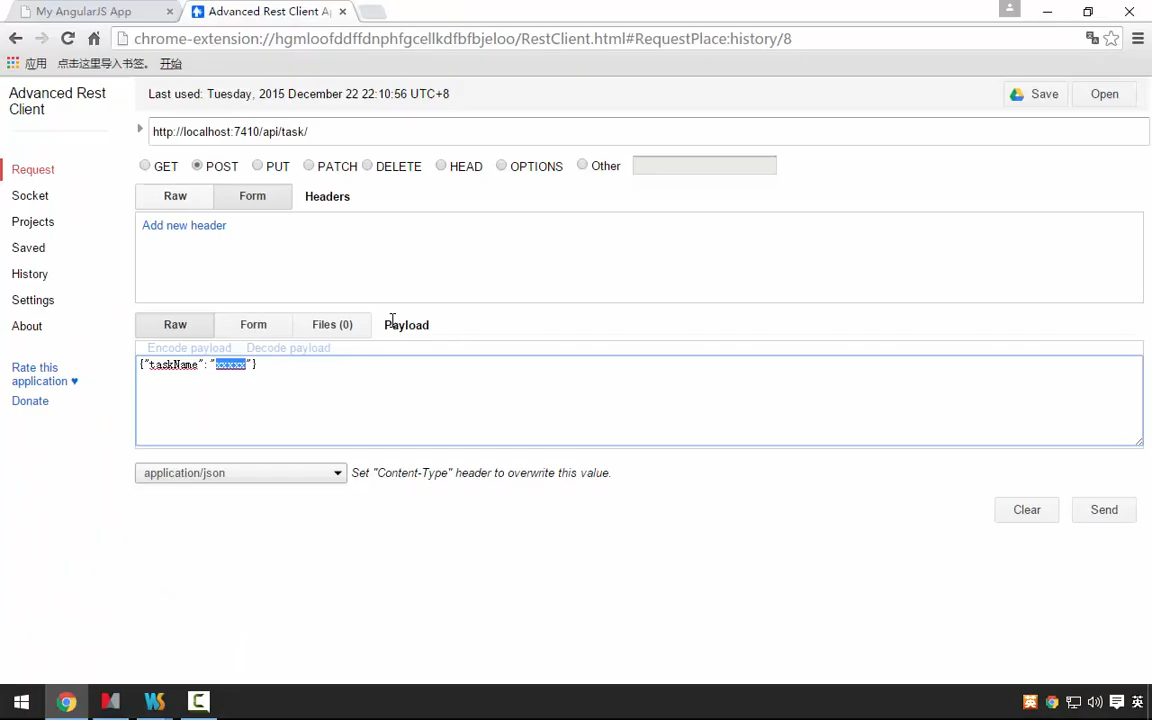 My AngularJS App
Advanced Rest Client A
chrome-extension://hgmloofddffdnphfgcellkdfbfbjeloo/RestClient.html#RequestPlace:history/8
应用 点击这里导入书签。 开始
Advanced Rest
Client
Last used: Tuesday, 2015 December 22 22:10:56 UTC+8
Save Open
http://localhost:7410/api/task/
GET POST PUT PATCH DELETE HEAD OPTIONS Other
Request
Socket
Projects
Saved
History
Settings
About
Rate this
application ♥
Donate
Raw Form Headers
Add new header
Raw Form Files (0) Payload
Encode payload Decode payload
{"taskName": "xxxxx"}
application/json Set "Content-Type" header to overwrite this value.
Clear Send
英 英